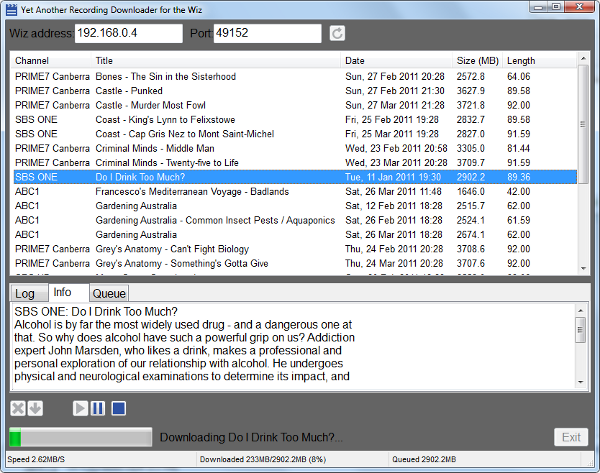 Yet Another Recording Downloader for the Wiz
Wiz address: 192.168.0.4 Port: 49152
Channel Title Date Size (MB) Length
PRIME7 Canberra Bones - The Sin in the Sisterhood Sun, 27 Feb 2011 20:28 2572.8 64.06
PRIME7 Canberra Castle - Punked Sun, 27 Feb 2011 21:30 3627.9 89.58
PRIME7 Canberra Castle - Murder Most Fowl Sun, 27 Mar 2011 21:28 3721.8 92.00
SBS ONE Coast - King's Lynn to Felixstowe Fri, 25 Feb 2011 19:28 2832.7 89.58
SBS ONE Coast - Cap Gris Nez to Mont Saint-Michel Fri, 25 Mar 2011 19:28 2827.0 91.59
PRIME7 Canberra Criminal Minds - Middle Man Wed, 23 Feb 2011 20:58 3305.0 81.44
PRIME7 Canberra Criminal Minds - Twenty-five to Life Wed, 23 Mar 2011 20:28 3709.7 91.59
SBS ONE Do I Drink Too Much? Tue, 11 Jan 2011 19:30 2902.2 89.36
ABC1 Francesco's Mediterranean Voyage - Badlands Sat, 26 Mar 2011 11:48 1646.0 42.00
ABC1 Gardening Australia Sat, 12 Feb 2011 18:28 2515.7 62.00
ABC1 Gardening Australia - Common Insect Pests / Aquaponics Sat, 26 Feb 2011 18:28 2524.1 61.59
ABC1 Gardening Australia Sat, 26 Mar 2011 18:28 2674.1 62.00
PRIME7 Canberra Grey's Anatomy - Can't Fight Biology Thu, 24 Feb 2011 20:28 3708.6 92.00
PRIME7 Canberra Grey's Anatomy - Something's Gotta Give Thu, 24 Mar 2011 20:28 3707.6 92.00
Log Info Queue
SBS ONE: Do I Drink Too Much?
Alcohol is by far the most widely used drug - and a dangerous one at
that. So why does alcohol have such a powerful grip on us? Addiction
expert John Marsden, who likes a drink, makes a professional and
personal exploration of our relationship with alcohol. He undergoes
physical and neurological examinations to determine its impact, and
Downloading Do I Drink Too Much?... Exit
Speed 2.62MB/S Downloaded 233MB/2902.2MB (8%) Queued 2902.2MB